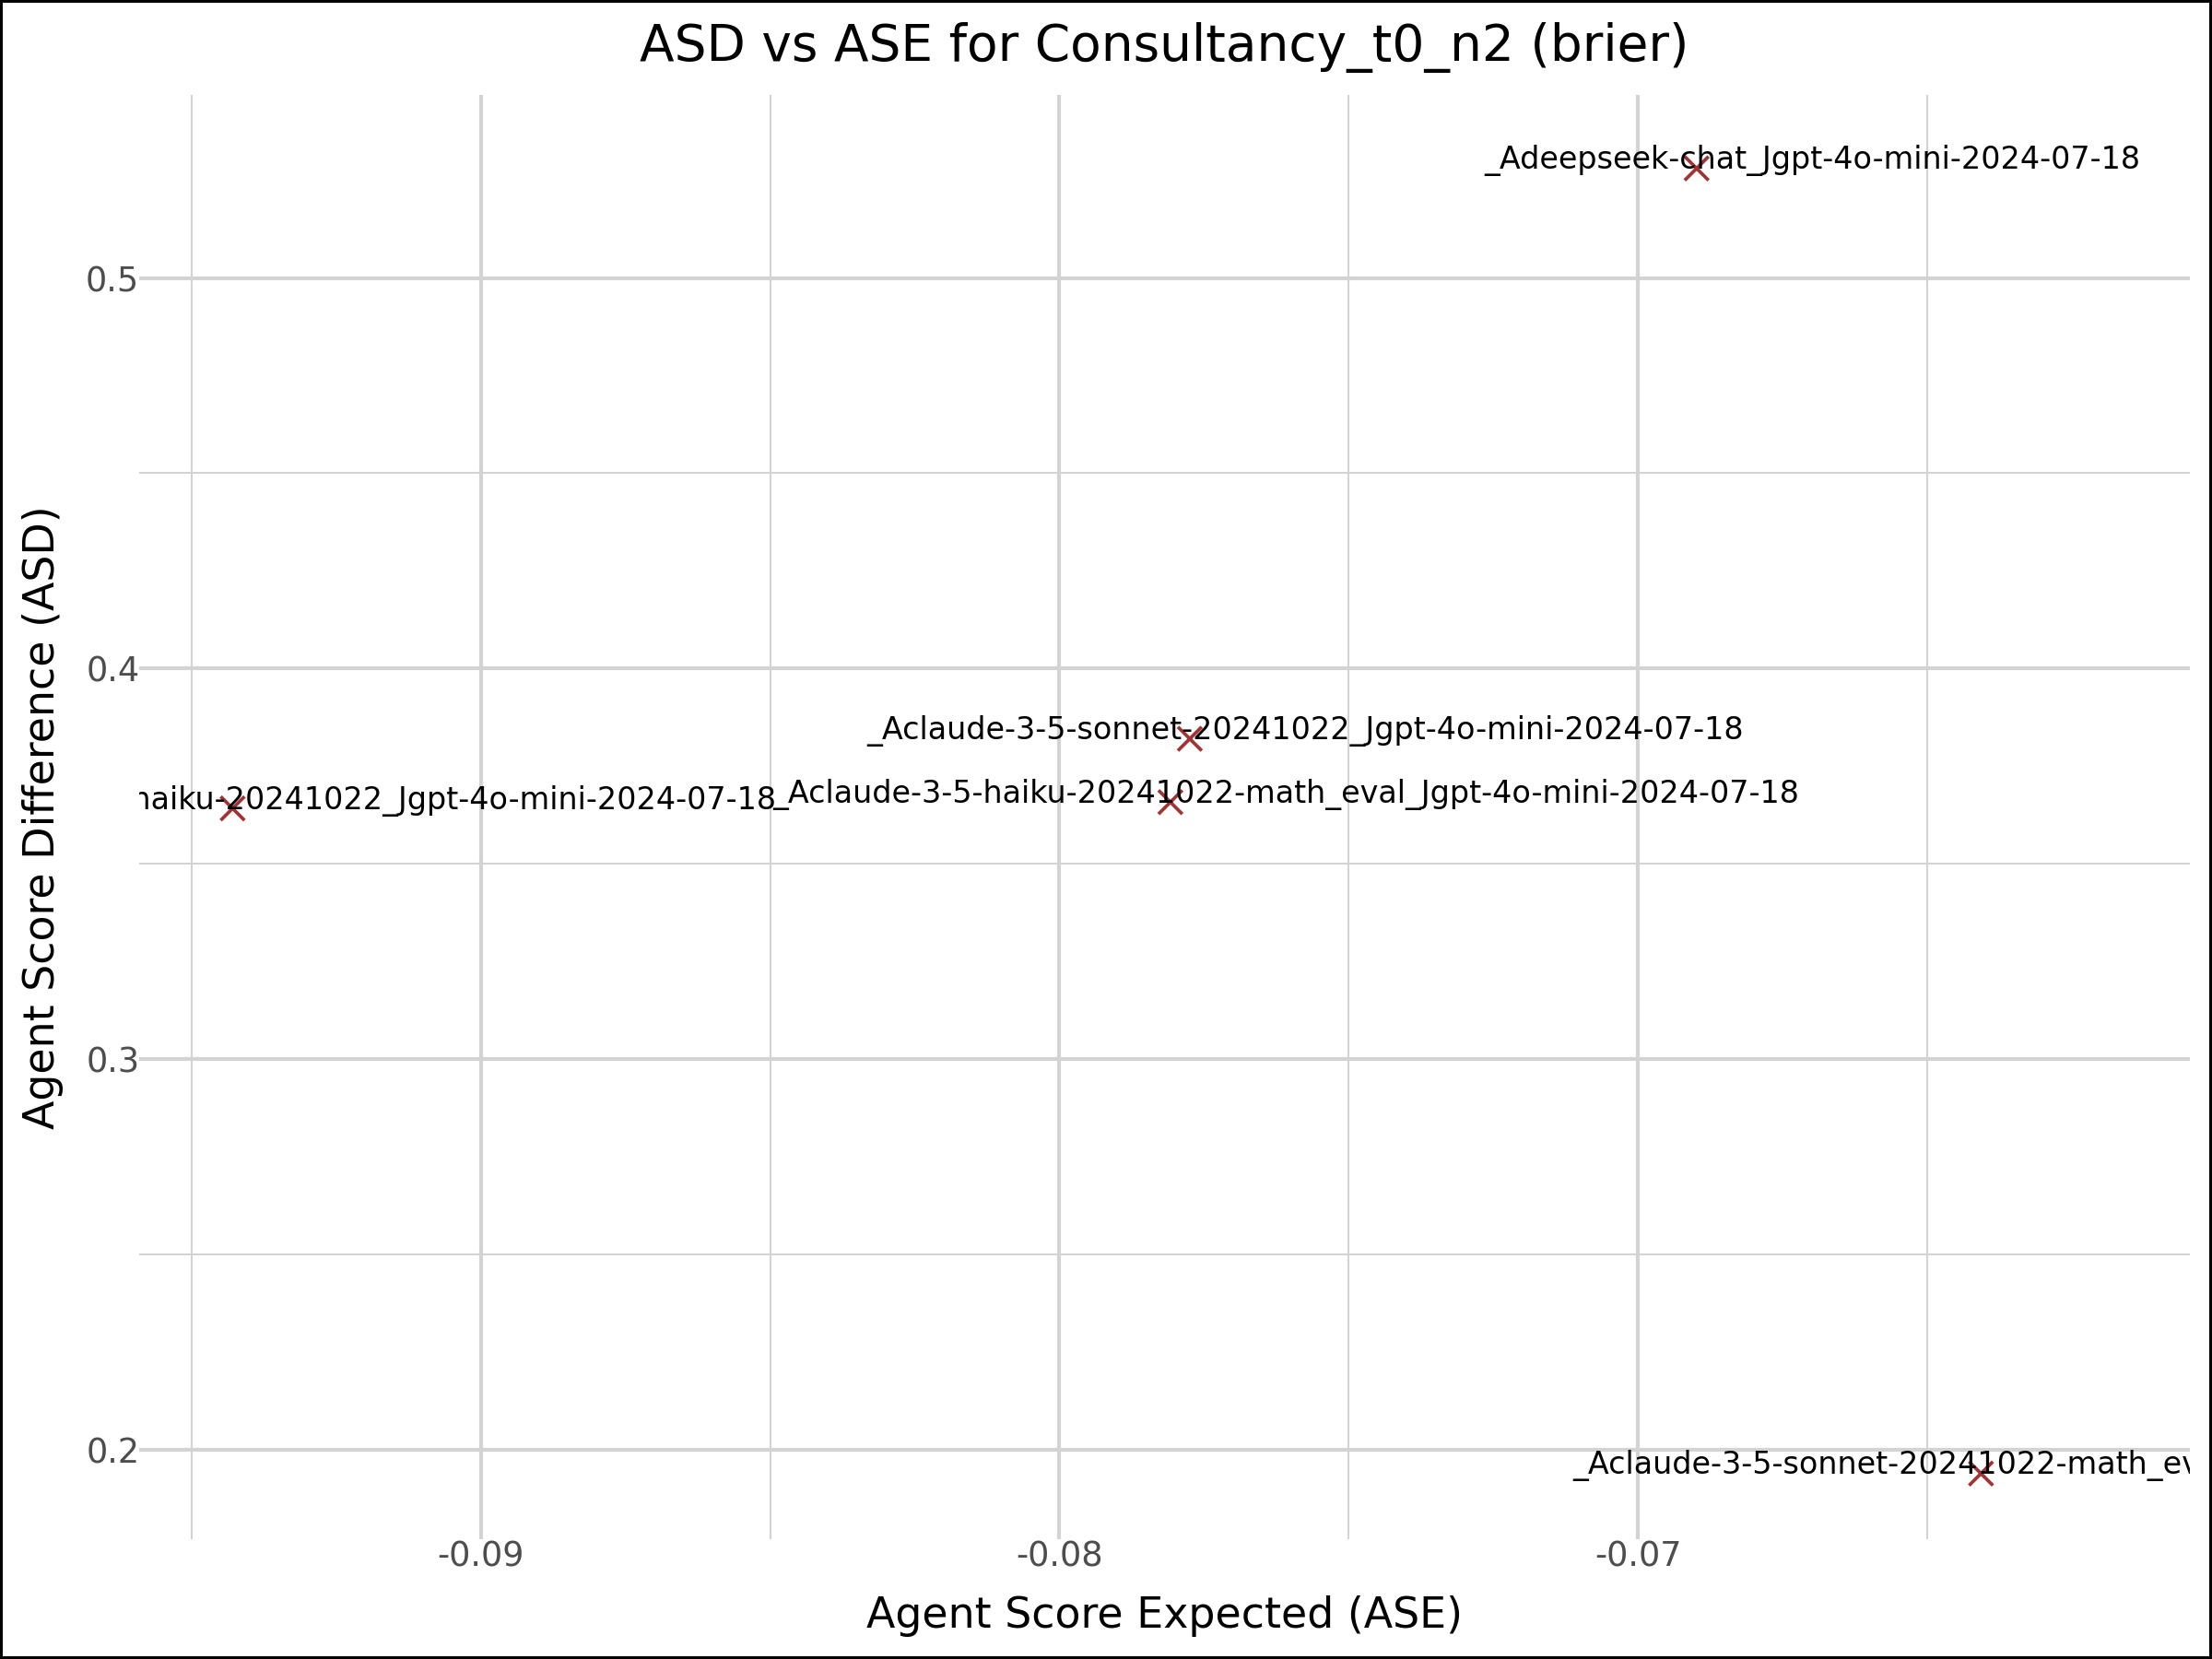 ASD vs ASE for Consultancy_t0_n2 (brier)
_Adeepseek-chat_Jgpt-4o-mini-2024-07-18
0.5
0.4
_Aclaude-3-5-sonnet-20241022_Jgpt-4o-mini-2024-07-18
haiku-20241022_Jgpt-4o-mini-2024-07-18
_Aclaude-3-5-haiku-20241022-math_eval_Jgpt-4o-mini-2024-07-18
0.3
0.2
_Aclaude-3-5-sonnet-20241022-math_ev
Agent Score Difference (ASD)
-0.09
-0.08
-0.07
Agent Score Expected (ASE)